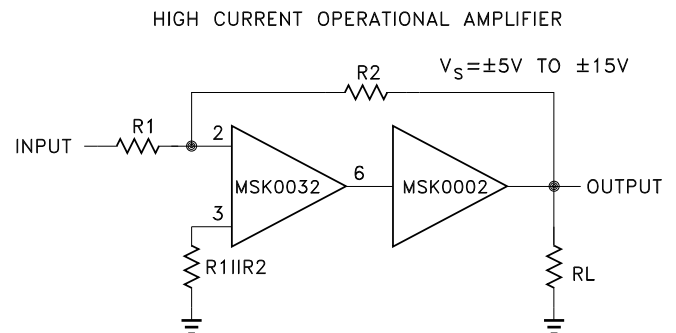 HIGH CURRENT OPERATIONAL AMPLIFIER
VS=±5V TO ±15V
R2
R1
INPUT
2
MSK0032
6
MSK0002
OUTPUT
3
R1IIR2
RL